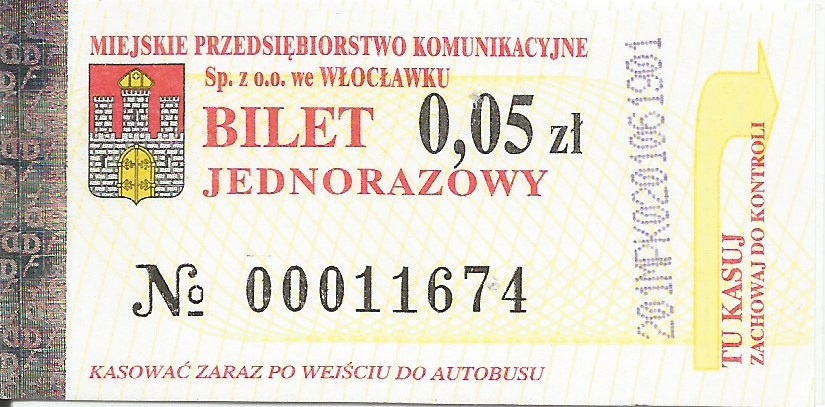 MIEJSKIE PRZEDSIĘBIORSTWO KOMUNIKACYJNE
Sp. z o.o. we WŁOCŁAWKU
BILET 0,05 zł
JEDNORAZOWY
№ 00011674
KASOWAĆ ZARAZ PO WEJŚCIU DO AUTOBUSU
201MPK0201061901
TU KASUJ
ZACHOWAJ DO KONTROLI